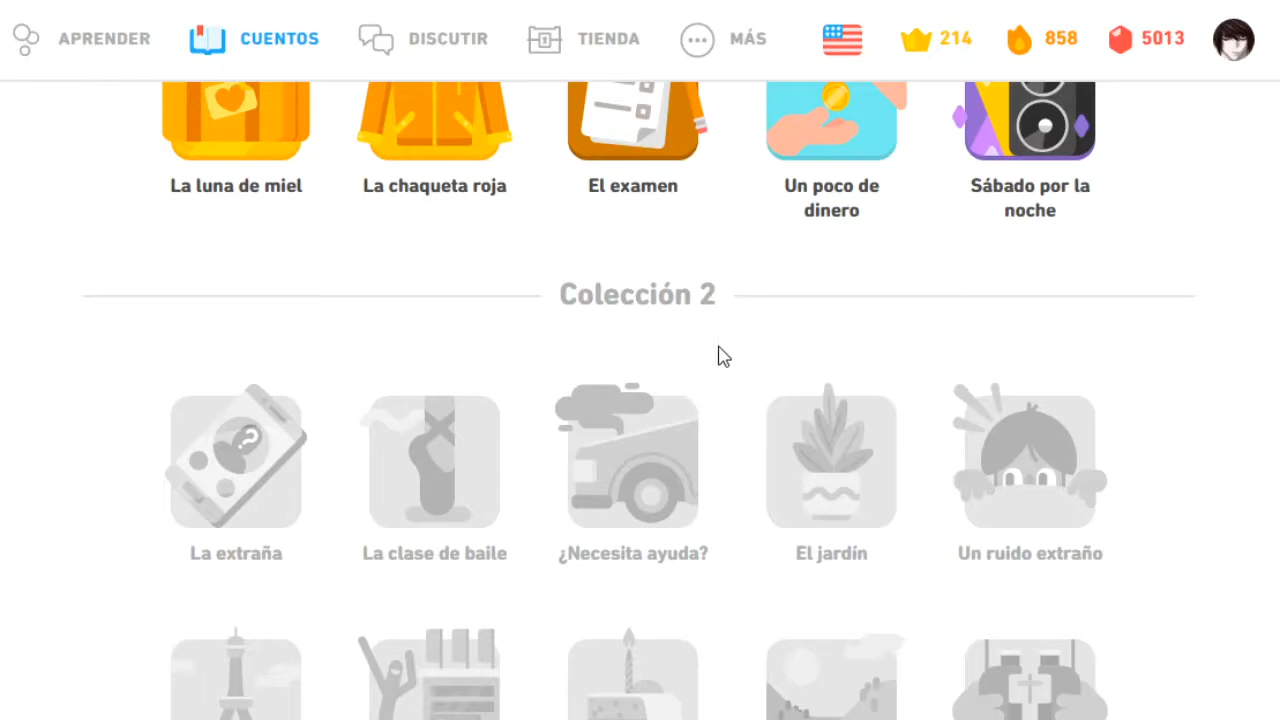 APRENDER CUENTOS DISCUTIR TIENDA MÁS 214 858 5013
La luna de miel
La chaqueta roja
El examen
Un poco de
dinero
Sábado por la
noche
Colección 2
?
La extraña
La clase de baile
¿Necesita ayuda?
El jardín
Un ruido extraño